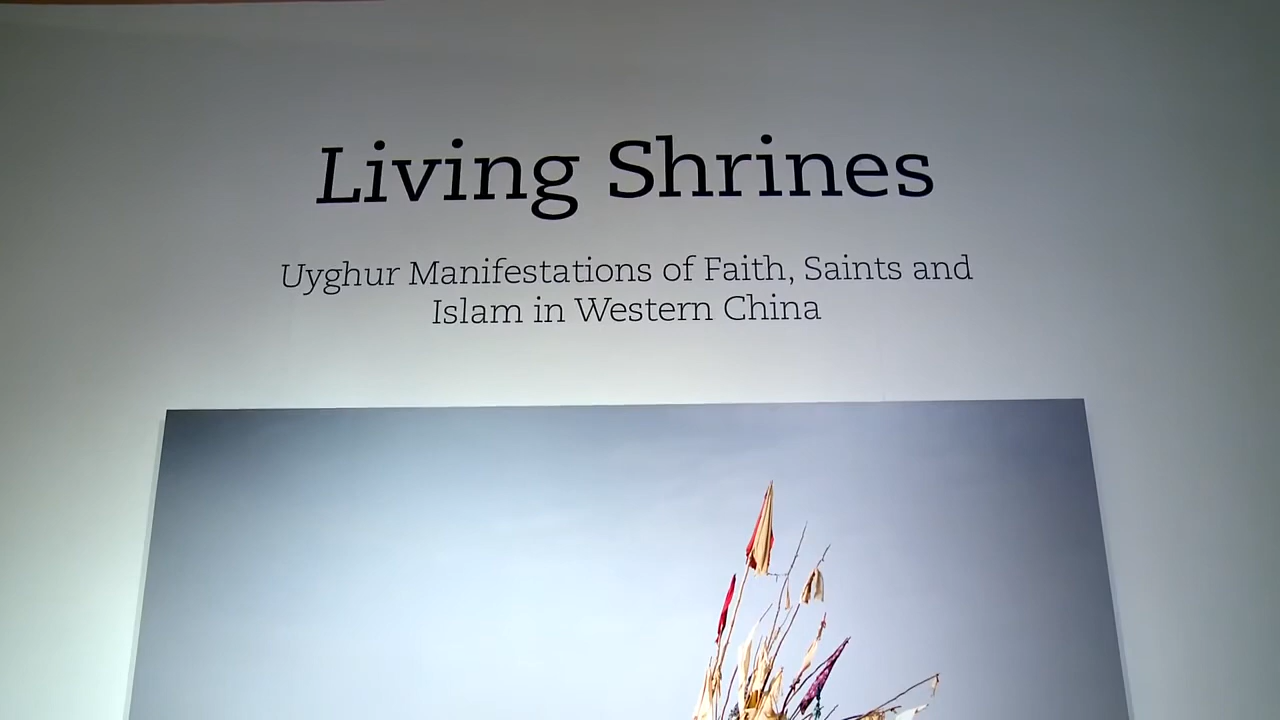 Living Shrines
Uyghur Manifestations of Faith, Saints and
Islam in Western China